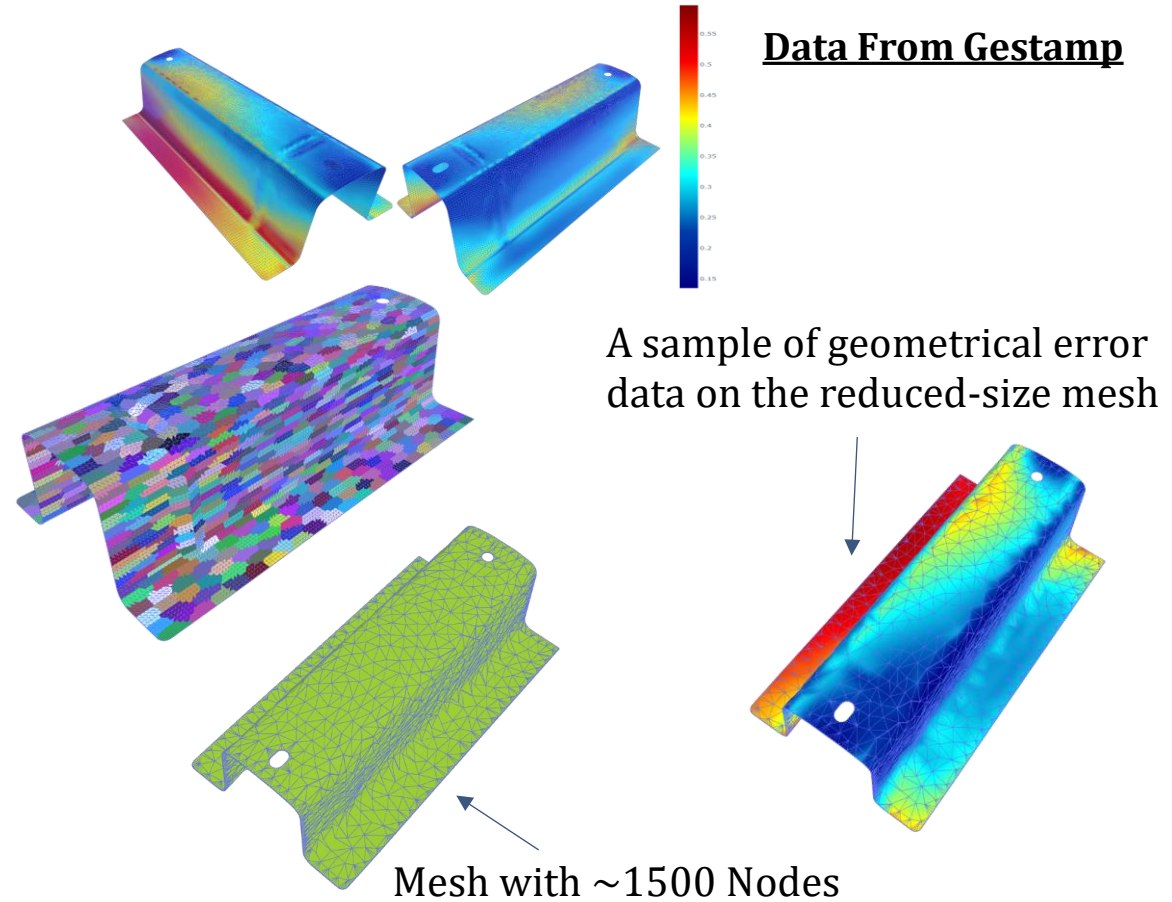 Data From Gestamp
0.55
0.5
0.45
0.4
0.35
0.3
0.25
0.2
0.15
A sample of geometrical error
data on the reduced-size mesh
Mesh with ~1500 Nodes